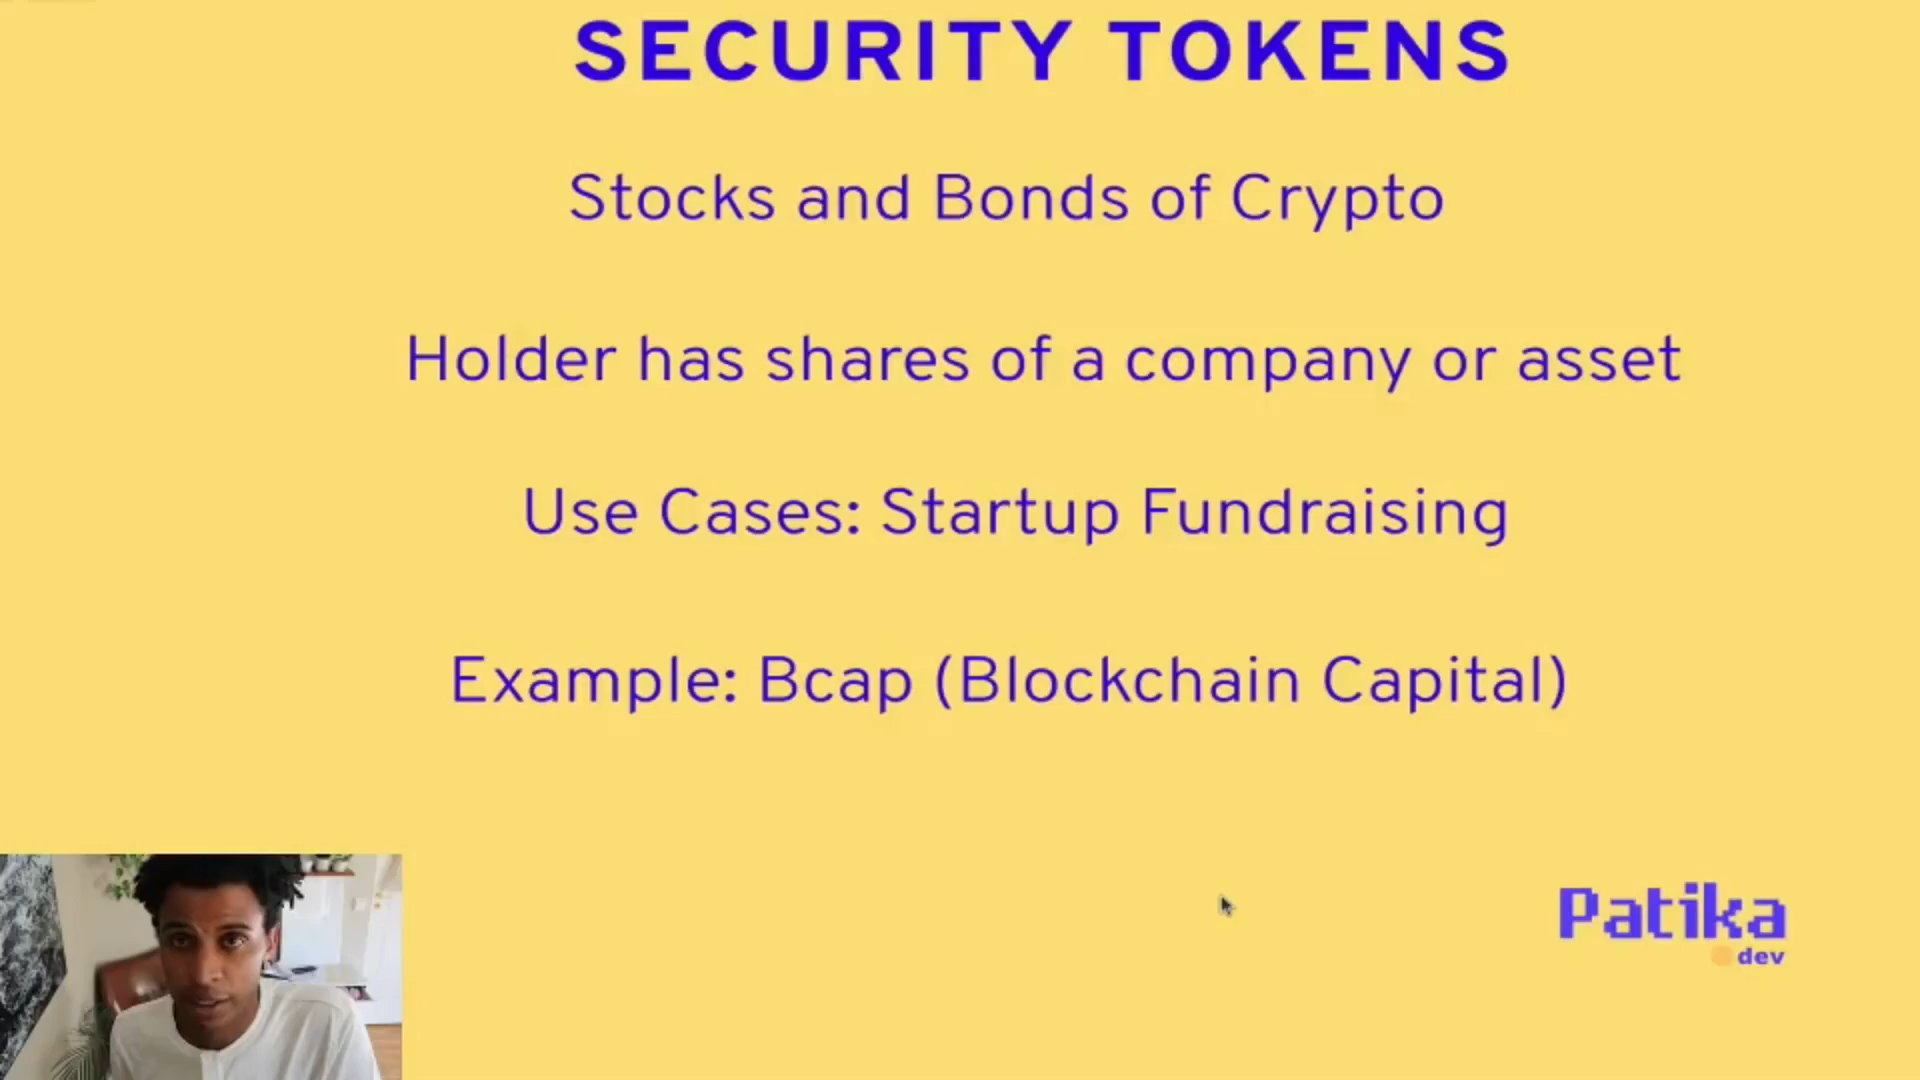 SECURITY TOKENS
Stocks and Bonds of Crypto
Holder has shares of a company or asset
Use Cases: Startup Fundraising
Example: Bcap (Blockchain Capital)
Patika
dev